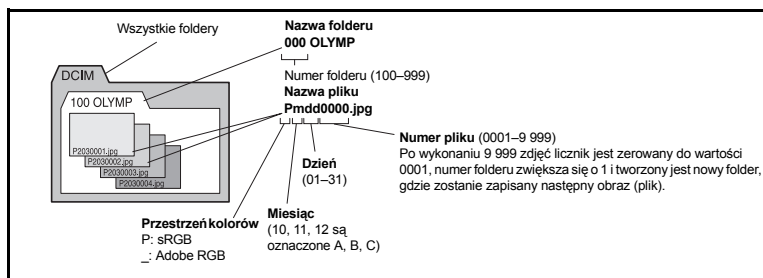 Wszystkie foldery
Nazwa folderu
000 OLYMP
Numer folderu (100–999)
DCIM
100 OLYMP
P2030001.jpg
P2030002.jpg
P2030003.jpg
P2030004.jpg
Nazwa pliku
Pmdd0000.jpg
Numer pliku (0001–9 999)
Po wykonaniu 9 999 zdjęć licznik jest zerowany do wartości
0001, numer folderu zwiększa się o 1 i tworzony jest nowy folder,
gdzie zostanie zapisany następny obraz (plik).
Dzień
(01–31)
Miesiąc
(10, 11, 12 są
oznaczone A, B, C)
Przestrzeń kolorów
P: sRGB
_: Adobe RGB